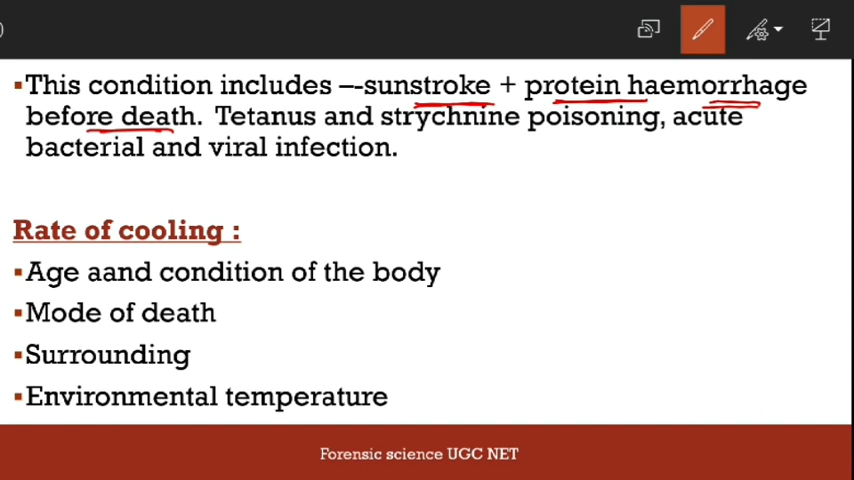 ▪This condition includes –-sunstroke + protein haemorrhage
before death. Tetanus and strychnine poisoning, acute
bacterial and viral infection.
Rate of cooling :
▪Age aand condition of the body
▪Mode of death
▪Surrounding
▪Environmental temperature
Forensic science UGC NET